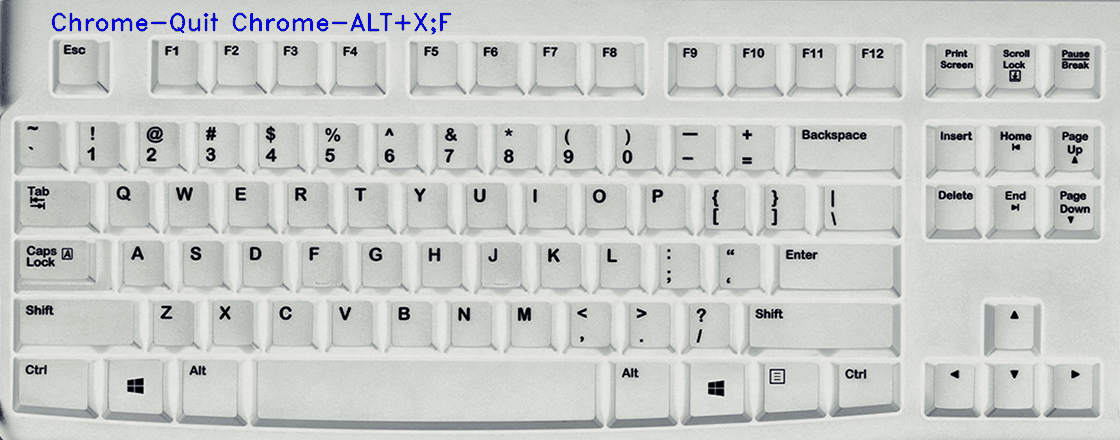 Chrome-Quit Chrome-ALT+X;F
Esc F1 F2 F3 F4 F5 F6 F7 F8 F9 F10 F11 F12 Print Screen Scroll Lock Pause Break
~ ` ! 1 @ 2 # 3 $ 4 % 5 ^ 6 & 7 * 8 ( 9 ) 0 — - + = Backspace Insert Home Page Up
Tab Q W E R T Y U I O P { [ } ] | \ Delete End Page Down
Caps Lock A S D F G H J K L : ; “ ‘ Enter
Shift Z X C V B N M < , > . ? / Shift
Ctrl Alt Alt Ctrl